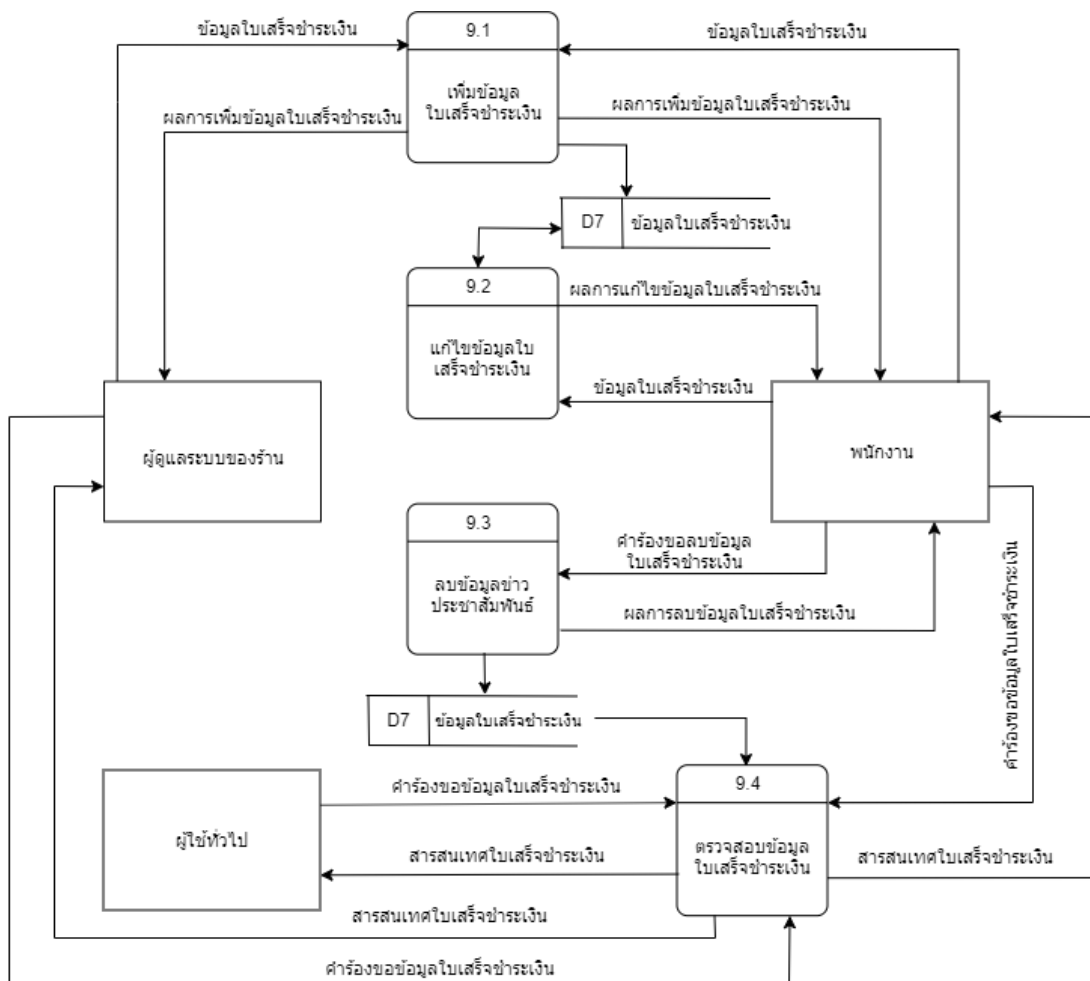 ข้อมูลใบเสร็จชำระเงิน
9.1
ข้อมูลใบเสร็จชำระเงิน
เพิ่มข้อมูล
ใบเสร็จชำระเงิน
ผลการเพิ่มข้อมูลใบเสร็จชำระเงิน
ผลการเพิ่มข้อมูลใบเสร็จชำระเงิน
D7
ข้อมูลใบเสร็จชำระเงิน
9.2
ผลการแก้ไขข้อมูลใบเสร็จชำระเงิน
แก้ไขข้อมูลใบ
เสร็จชำระเงิน
ข้อมูลใบเสร็จชำระเงิน
ผู้ดูแลระบบของร้าน
พนักงาน
9.3
คำร้องขอลบข้อมูล
ใบเสร็จชำระเงิน
ลบข้อมูลข่าว
ประชาสัมพันธ์
ผลการลบข้อมูลใบเสร็จชำระเงิน
คำร้องขอข้อมูลใบเสร็จชำระเงิน
D7
ข้อมูลใบเสร็จชำระเงิน
คำร้องขอข้อมูลใบเสร็จชำระเงิน
9.4
ผู้ใช้ทั่วไป
ตรวจสอบข้อมูล
ใบเสร็จชำระเงิน
สารสนเทศใบเสร็จชำระเงิน
สารสนเทศใบเสร็จชำระเงิน
สารสนเทศใบเสร็จชำระเงิน
คำร้องขอข้อมูลใบเสร็จชำระเงิน